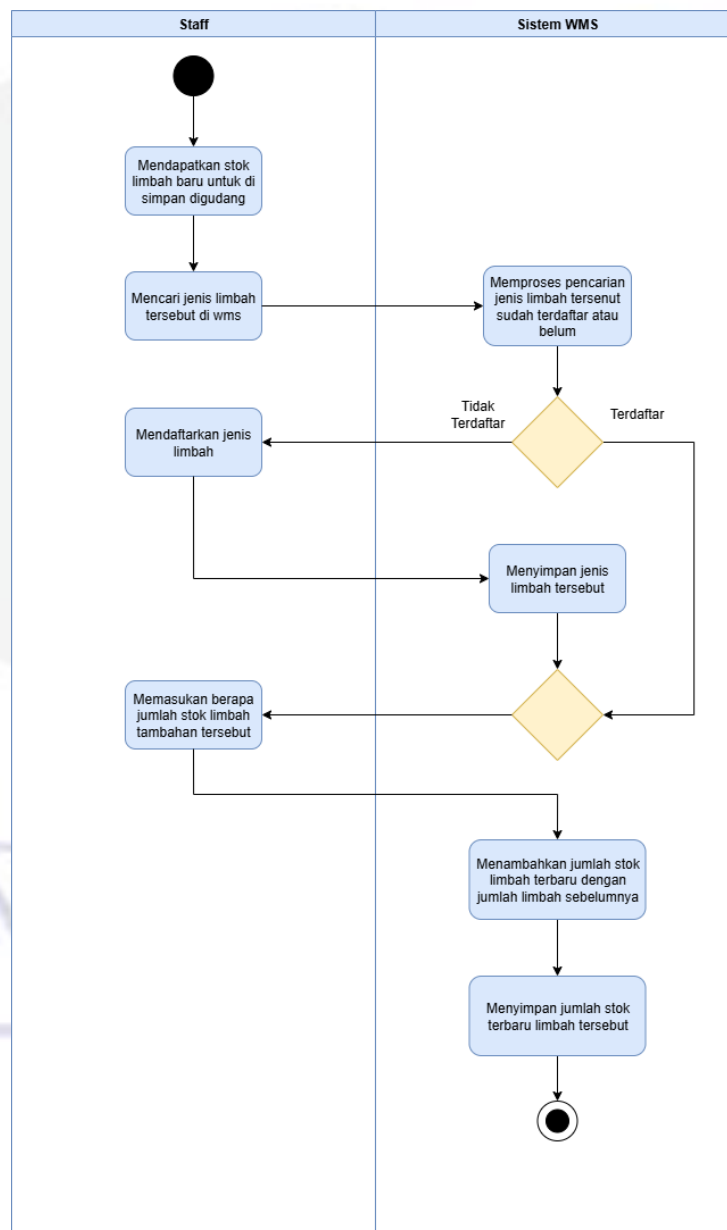 Staff
Sistem WMS
Mendapatkan stok
limbah baru untuk di
simpan digudang
Mencari jenis limbah
tersebut di wms
Memproses pencarian
jenis limbah tersenut
sudah terdaftar atau
belum
Tidak
Terdaftar
Terdaftar
Mendaftarkan jenis
limbah
Menyimpan jenis
limbah tersebut
Memasukan berapa
jumlah stok limbah
tambahan tersebut
Menambahkan jumlah stok
limbah terbaru dengan
jumlah limbah sebelumnya
Menyimpan jumlah stok
terbaru limbah tersebut